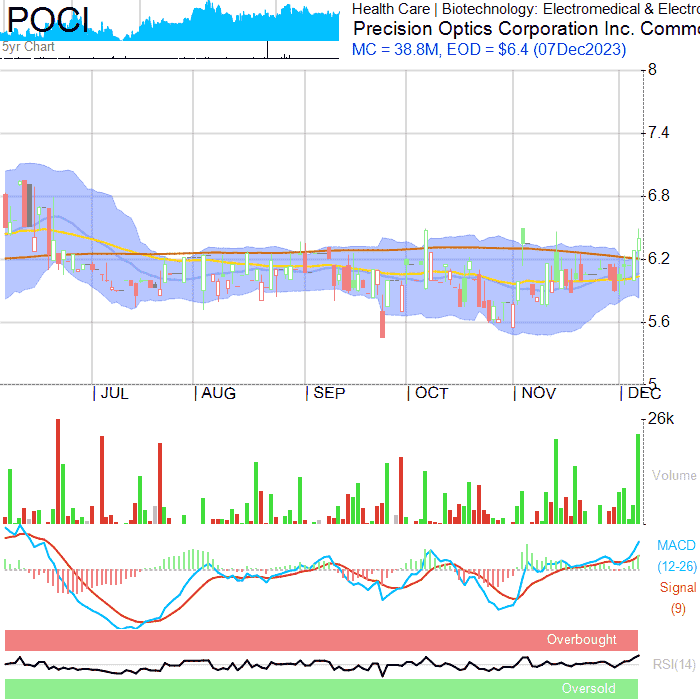 POCI
5yr Chart
Health Care | Biotechnology: Electromedical & Electro
Precision Optics Corporation Inc. Commo
MC = 38.8M, EOD = $6.4 (07Dec2023)
8
7.4
6.8
6.2
5.6
5
JUL AUG SEP OCT NOV DEC
26k
Volume
MACD
(12-26)
Signal
(9)
Overbought
RSI(14)
Oversold